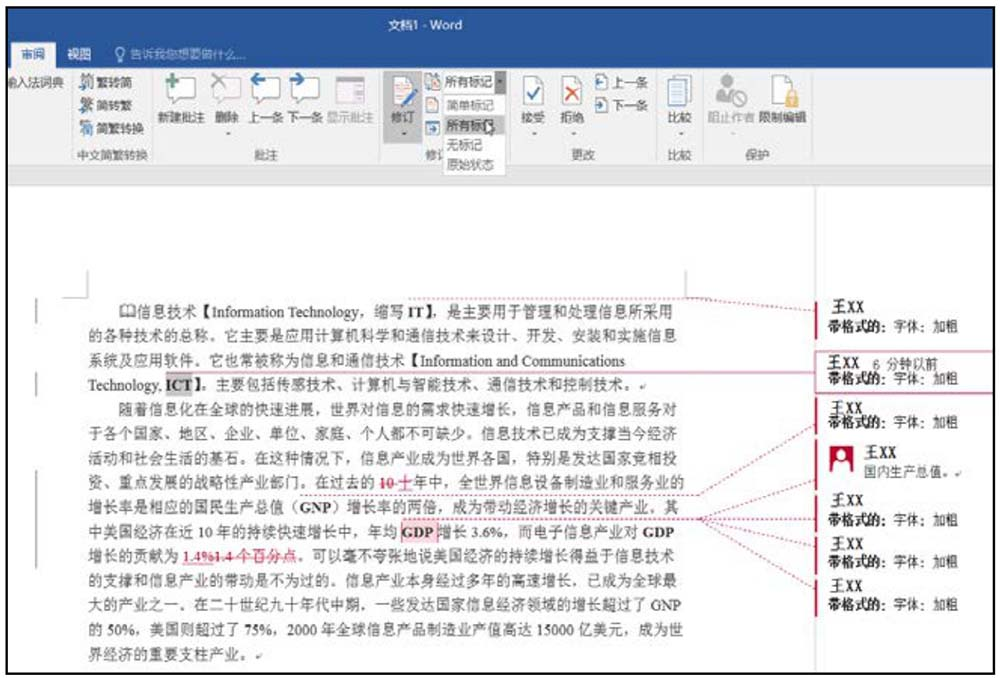 文档1 - Word
审阅 视图 告诉我您想要做什么...
输入法词典 繁转简 简转繁 简繁转换 中文简繁转换
新建批注 删除 上一条 下一条 显示批注 批注
修订 所有标记 简单标记 所有标记 无标记 原始状态
接受 拒绝 上一条 下一条 更改
比较 比较
阻止作者 限制编辑 保护
信息技术【Information Technology，缩写 IT】，是主要用于管理和处理信息所采用
的各种技术的总称。它主要是应用计算机科学和通信技术来设计、开发、安装和实施信息
系统及应用软件。它也常被称为信息和通信技术【Information and Communications
Technology, ICT】。主要包括传感技术、计算机与智能技术、通信技术和控制技术。
随着信息化在全球的快速进展，世界对信息的需求快速增长，信息产品和信息服务对
于各个国家、地区、企业、单位、家庭、个人都不可缺少。信息技术已成为支撑当今经济
活动和社会生活的基石。在这种情况下，信息产业成为世界各国，特别是发达国家竞相投
资、重点发展的战略性产业部门。在过去的 10 十年中，全世界信息设备制造业和服务业的
增长率是相应的国民生产总值（GNP）增长率的两倍，成为带动经济增长的关键产业。其
中美国经济在近 10 年的持续快速增长中，年均 GDP 增长 3.6%，而电子信息产业对 GDP
增长的贡献为 1.4%1.4 个百分点。可以毫不夸张地说美国经济的持续增长得益于信息技术
的支撑和信息产业的带动是不为过的。信息产业本身经过多年的高速增长，已成为全球最
大的产业之一。在二十世纪九十年代中期，一些发达国家信息经济领域的增长超过了 GNP
的 50%，美国则超过了 75%，2000 年全球信息产品制造业产值高达 15000 亿美元，成为世
界经济的重要支柱产业。
王XX
带格式的：字体：加粗
王XX 6 分钟以前
带格式的：字体：加粗
王XX
带格式的：字体：加粗
王XX
国内生产总值。
王XX
带格式的：字体：加粗
王XX
带格式的：字体：加粗
王XX
带格式的：字体：加粗